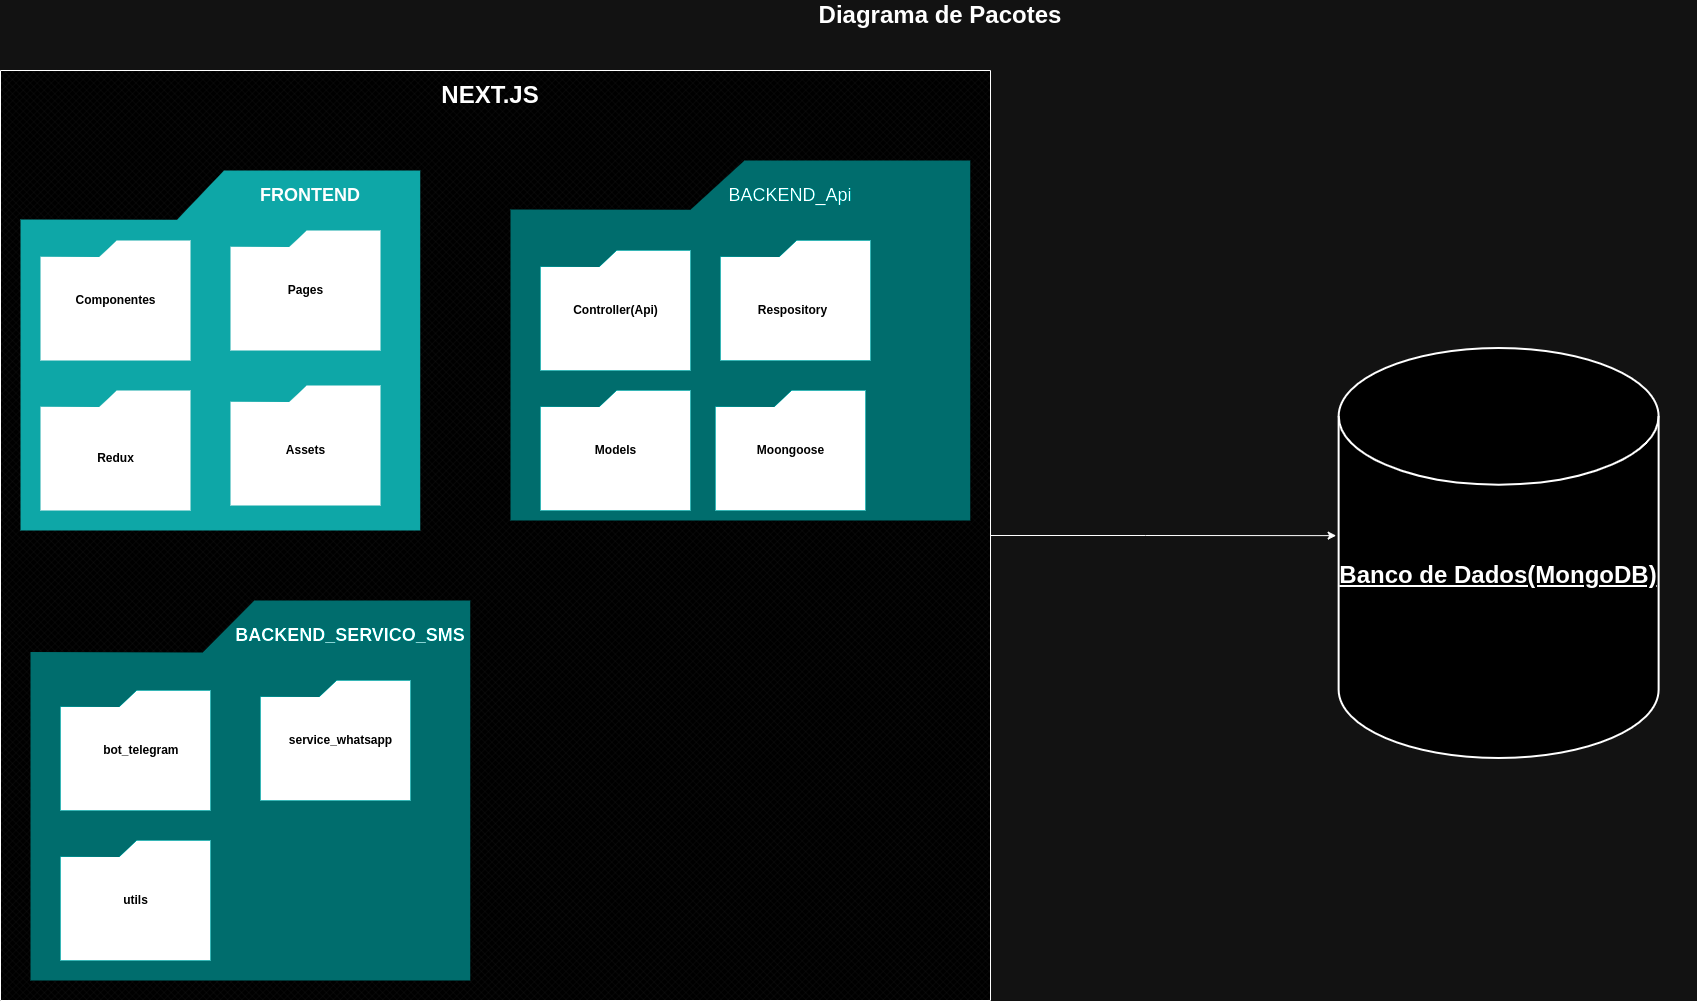 Diagrama de Pacotes
NEXT.JS
FRONTEND
Componentes
Pages
Redux
Assets
BACKEND_Api
Controller(Api)
Respository
Models
Moongoose
BACKEND_SERVICO_SMS
bot_telegram
service_whatsapp
utils
Banco de Dados(MongoDB)